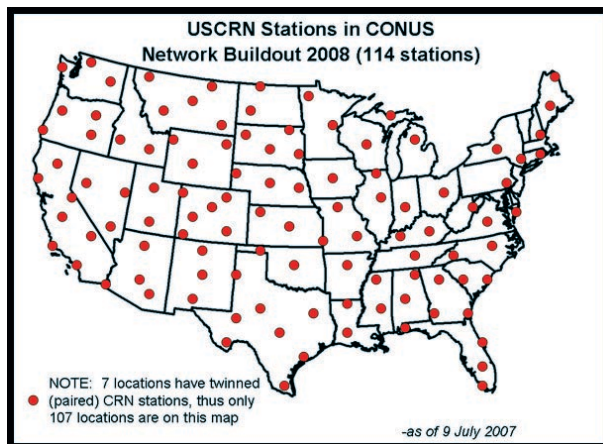 USCRN Stations in CONUS
Network Buildout 2008 (114 stations)
NOTE:  7 locations have twinned
(paired) CRN stations, thus only
107 locations are on this map
-as of 9 July 2007